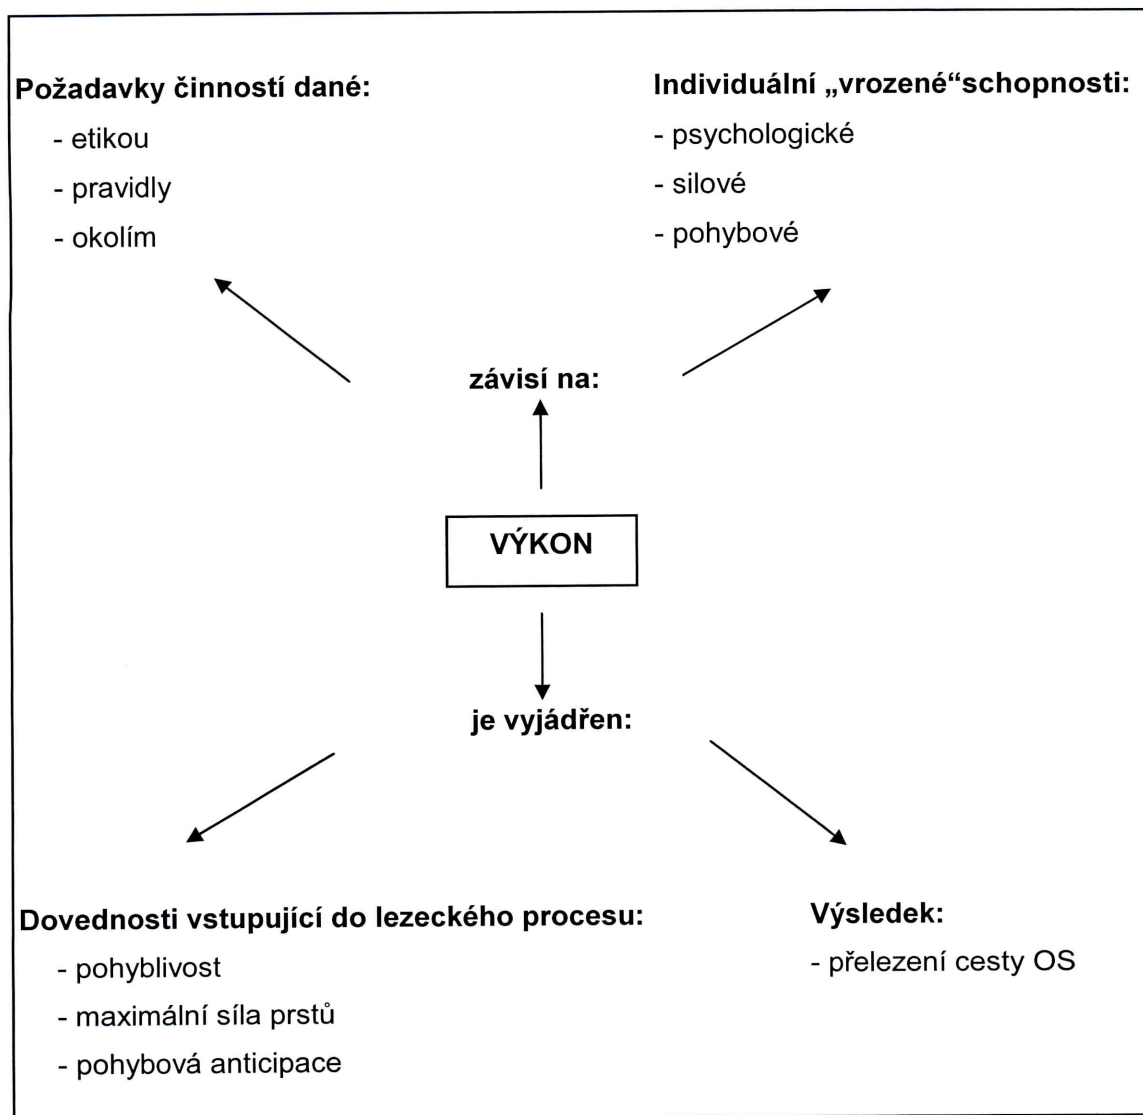 Požadavky činností dané:
- etikou
- pravidly
- okolím
Individuální „vrozené“schopnosti:
- psychologické
- silové
- pohybové
závisí na:
VÝKON
je vyjádřen:
Dovednosti vstupující do lezeckého procesu:
- pohyblivost
- maximální síla prstů
- pohybová anticipace
Výsledek:
- přelezení cesty OS